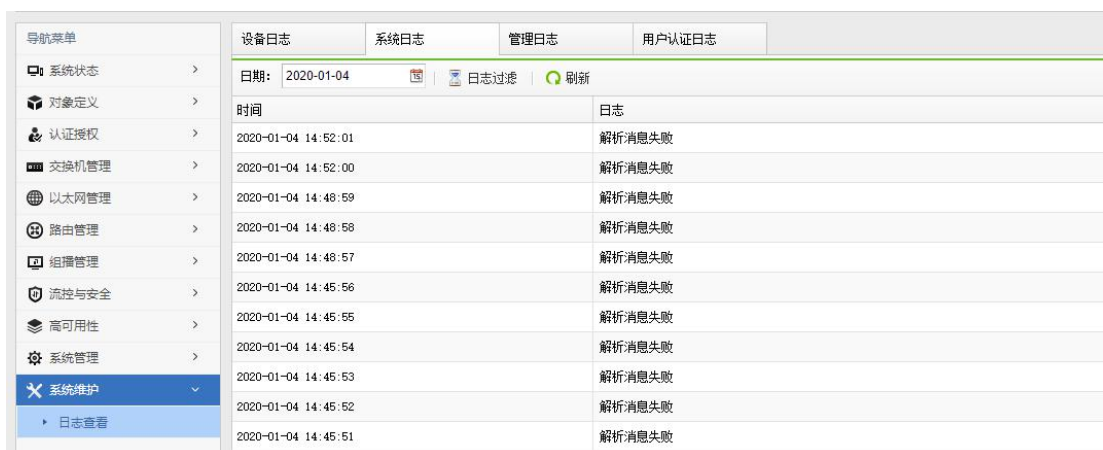 导航菜单
系统状态
对象定义
认证授权
交换机管理
以太网管理
路由管理
组播管理
流控与安全
高可用性
系统管理
系统维护
日志查看
设备日志 系统日志 管理日志 用户认证日志
日期: 2020-01-04 日志过滤 刷新
时间 日志
2020-01-04 14:52:01 解析消息失败
2020-01-04 14:52:00 解析消息失败
2020-01-04 14:48:59 解析消息失败
2020-01-04 14:48:58 解析消息失败
2020-01-04 14:48:57 解析消息失败
2020-01-04 14:45:56 解析消息失败
2020-01-04 14:45:55 解析消息失败
2020-01-04 14:45:54 解析消息失败
2020-01-04 14:45:53 解析消息失败
2020-01-04 14:45:52 解析消息失败
2020-01-04 14:45:51 解析消息失败